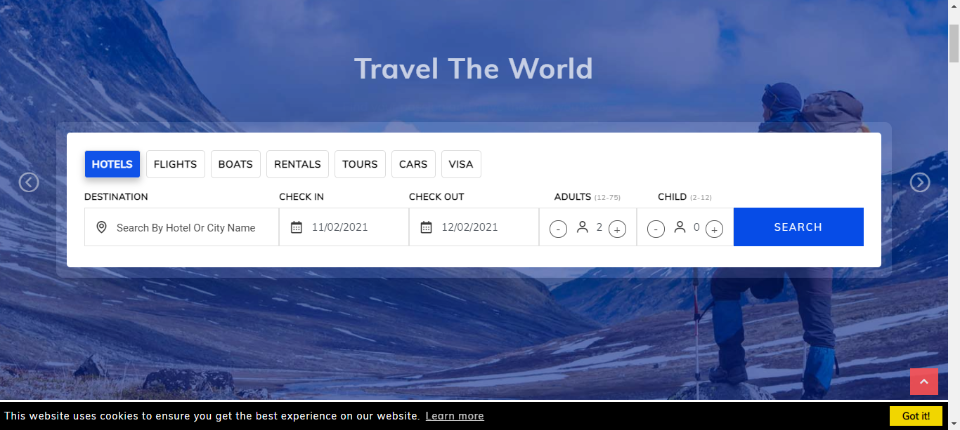 Travel The World
HOTELS FLIGHTS BOATS RENTALS TOURS CARS VISA
DESTINATION CHECK IN CHECK OUT ADULTS (12-75) CHILD (2-12)
Search By Hotel Or City Name 11/02/2021 12/02/2021 - 2 + - 0 + SEARCH
This website uses cookies to ensure you get the best experience on our website. Learn more Got it!